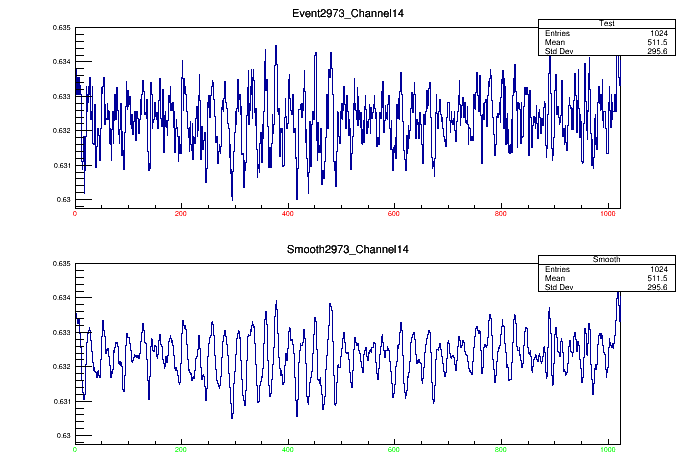 Event2973_Channel14
Test
Entries 1024
Mean 511.5
Std Dev 295.6
0.635
0.634
0.633
0.632
0.631
0.63
0 200 400 600 800 1000
Smooth2973_Channel14
Smooth
Entries 1024
Mean 511.5
Std Dev 295.6
0.635
0.634
0.633
0.632
0.631
0.63
0 200 400 600 800 1000